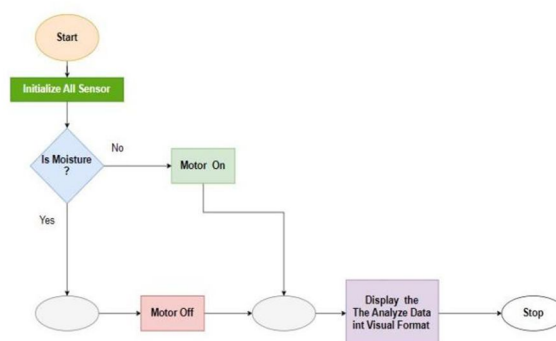 Start
Initialize All Sensor
Is Moisture
?
No
Motor On
Yes
Motor Off
Display the
The Analyze Data
int Visual Format
Stop